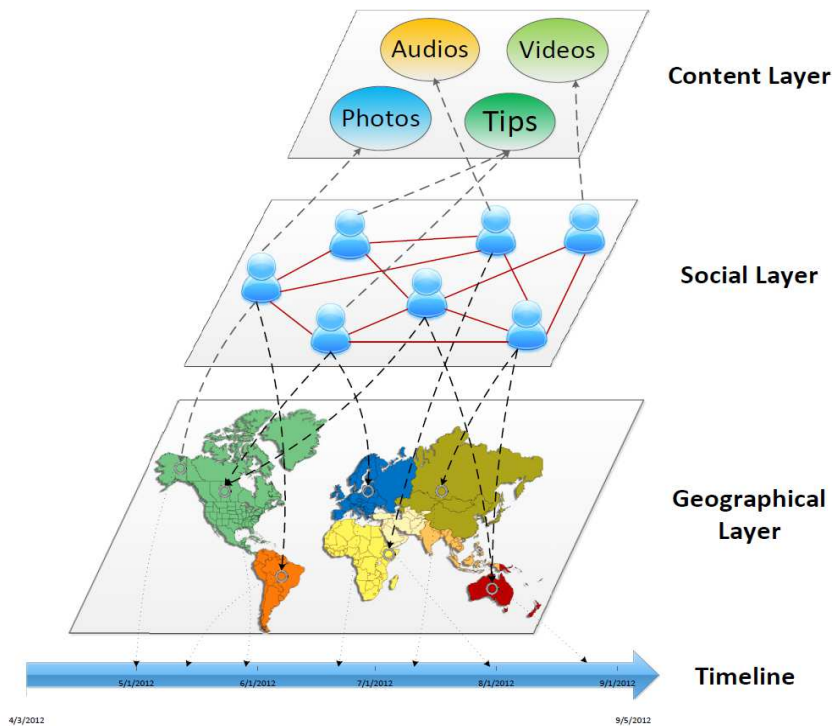 Audios
Videos
Content Layer
Photos
Tips
Social Layer
Geographical
Layer
Timeline
5/1/2012
6/1/2012
7/1/2012
8/1/2012
9/1/2012
4/3/2012
9/5/2012